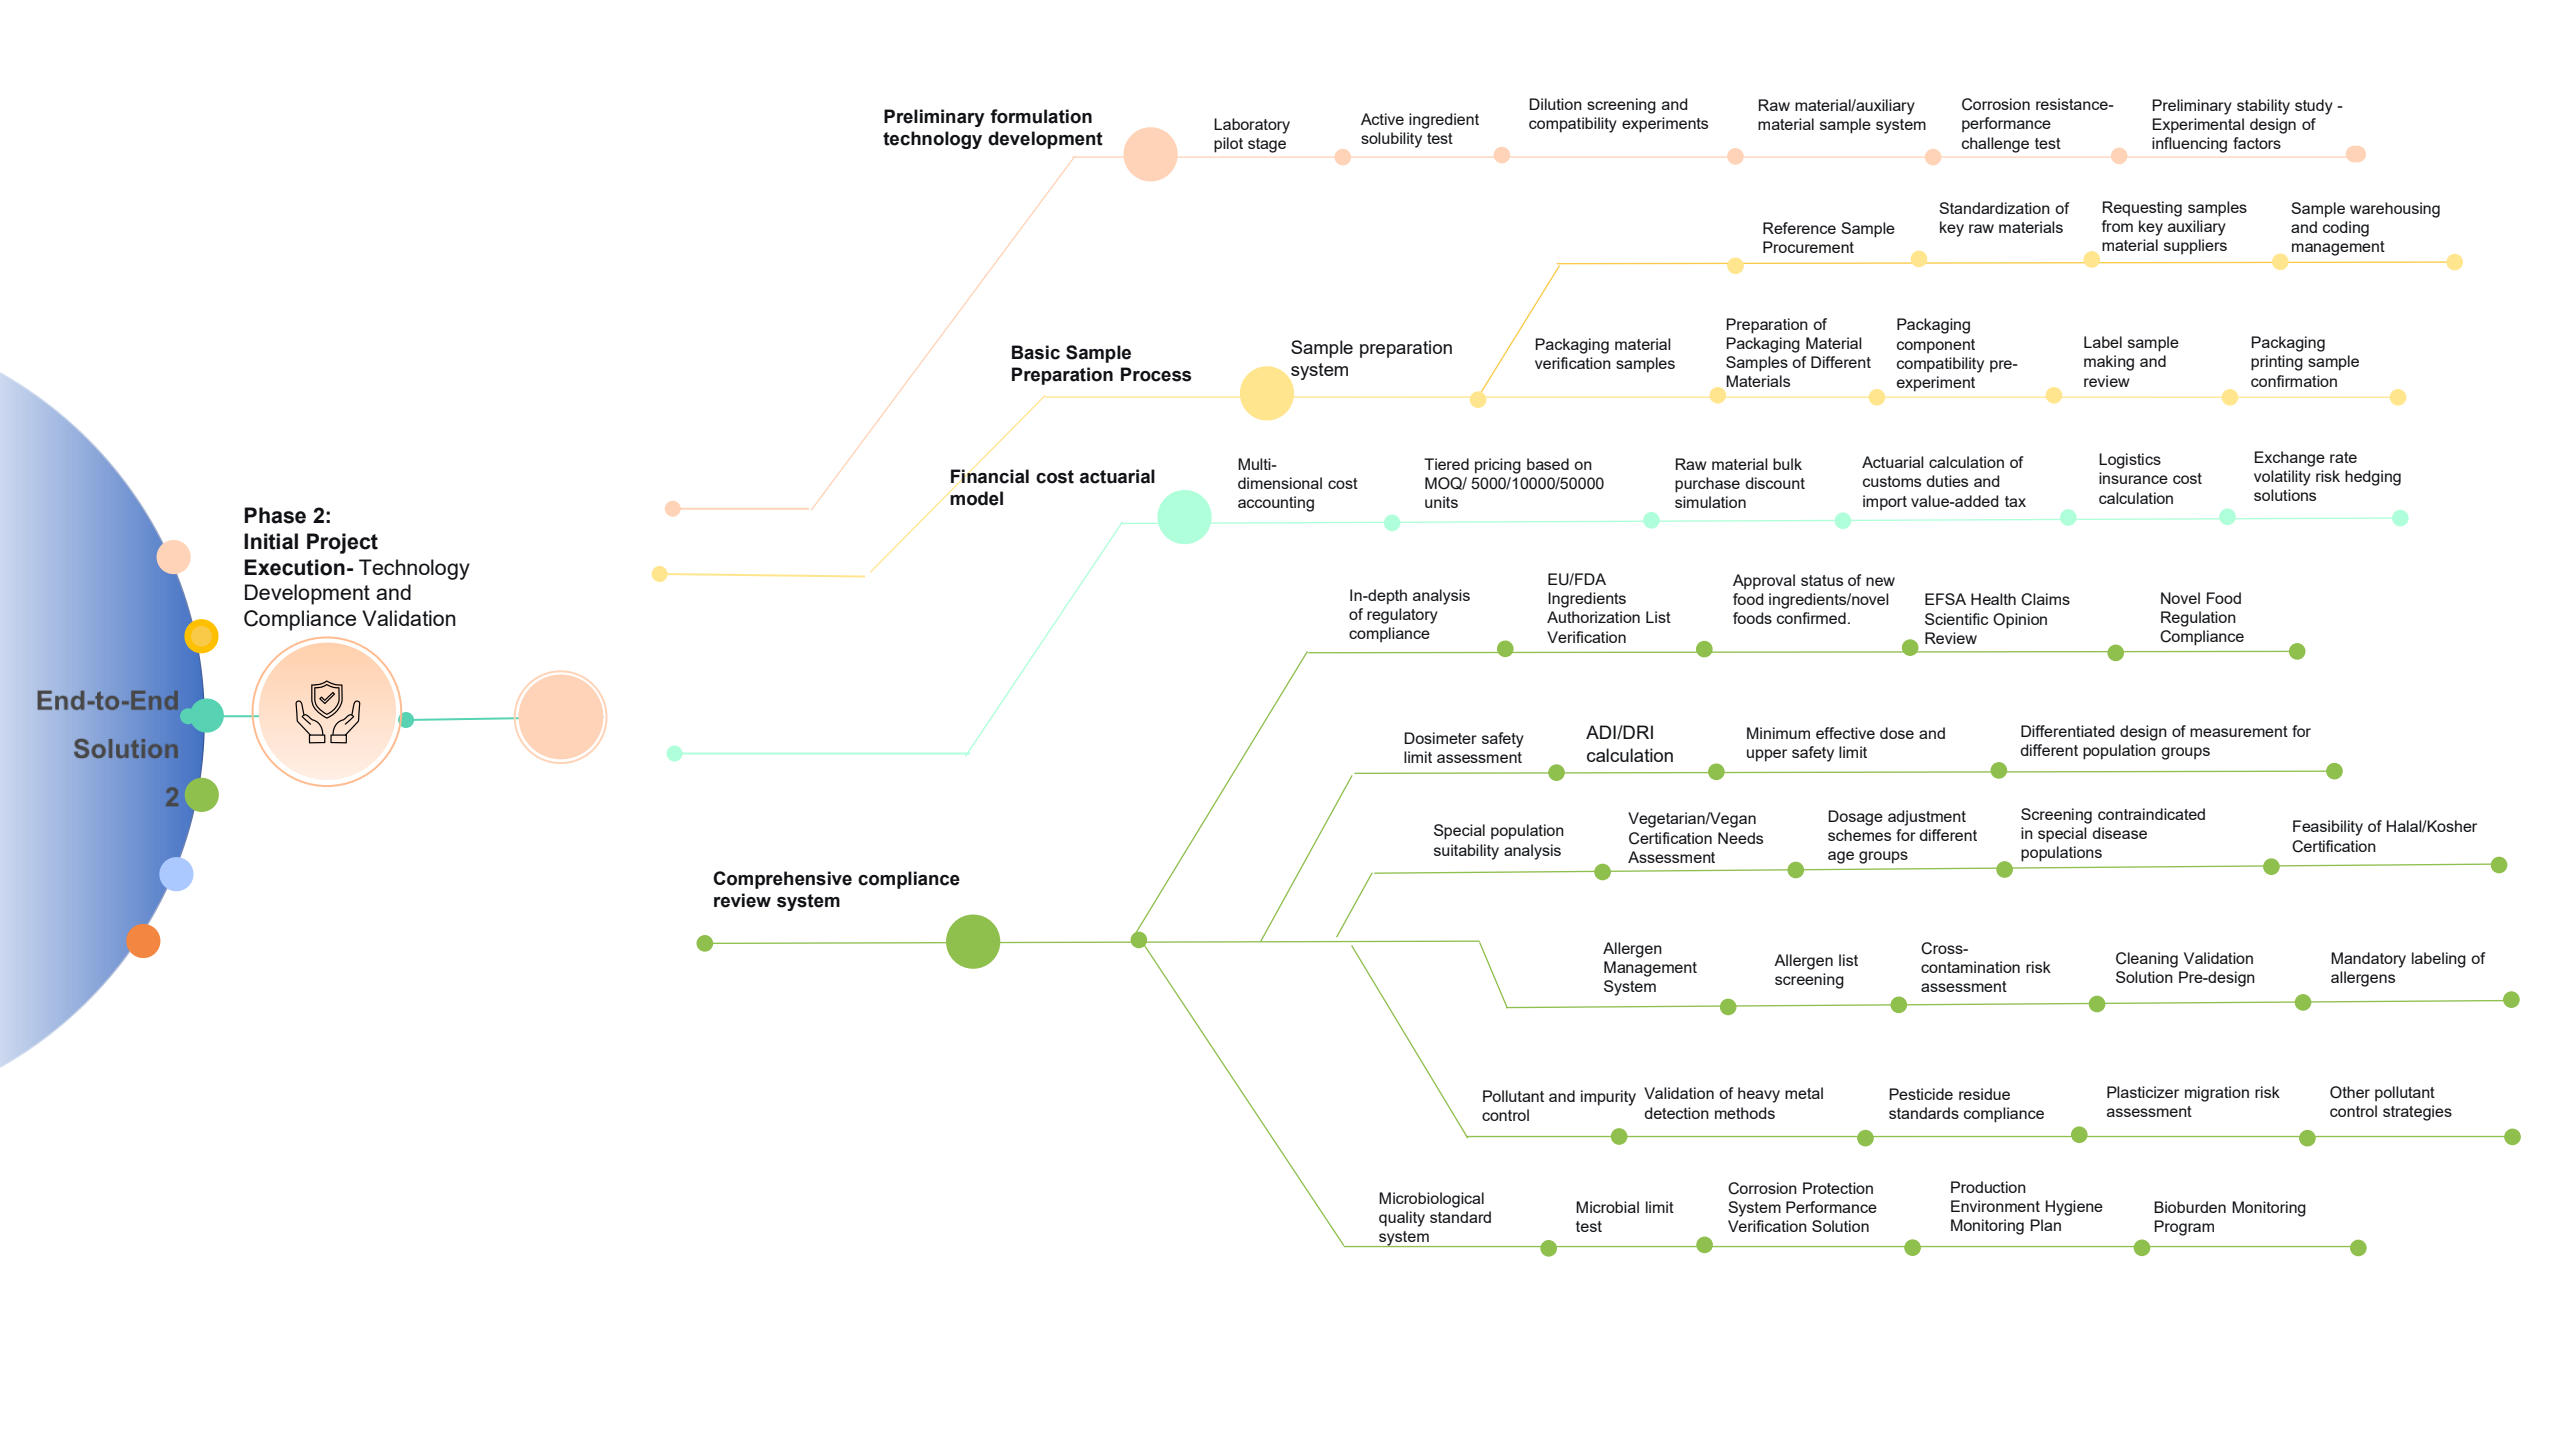 End-to-End
Solution
2
Phase 2:
Initial Project
Execution- Technology
Development and
Compliance Validation
Preliminary formulation
technology development
Laboratory
pilot stage
Active ingredient
solubility test
Dilution screening and
compatibility experiments
Raw material/auxiliary
material sample system
Corrosion resistance-
performance
challenge test
Preliminary stability study -
Experimental design of
influencing factors
Reference Sample
Procurement
Standardization of
key raw materials
Requesting samples
from key auxiliary
material suppliers
Sample warehousing
and coding
management
Basic Sample
Preparation Process
Sample preparation
system
Packaging material
verification samples
Preparation of
Packaging Material
Samples of Different
Materials
Packaging
component
compatibility pre-
experiment
Label sample
making and
review
Packaging
printing sample
confirmation
Financial cost actuarial
model
Multi-
dimensional cost
accounting
Tiered pricing based on
MOQ/ 5000/10000/50000
units
Raw material bulk
purchase discount
simulation
Actuarial calculation of
customs duties and
import value-added tax
Logistics
insurance cost
calculation
Exchange rate
volatility risk hedging
solutions
Comprehensive compliance
review system
In-depth analysis
of regulatory
compliance
EU/FDA
Ingredients
Authorization List
Verification
Approval status of new
food ingredients/novel
foods confirmed.
EFSA Health Claims
Scientific Opinion
Review
Novel Food
Regulation
Compliance
Dosimeter safety
limit assessment
ADI/DRI
calculation
Minimum effective dose and
upper safety limit
Differentiated design of measurement for
different population groups
Special population
suitability analysis
Vegetarian/Vegan
Certification Needs
Assessment
Dosage adjustment
schemes for different
age groups
Screening contraindicated
in special disease
populations
Feasibility of Halal/Kosher
Certification
Allergen
Management
System
Allergen list
screening
Cross-
contamination risk
assessment
Cleaning Validation
Solution Pre-design
Mandatory labeling of
allergens
Pollutant and impurity
control
Validation of heavy metal
detection methods
Pesticide residue
standards compliance
Plasticizer migration risk
assessment
Other pollutant
control strategies
Microbiological
quality standard
system
Microbial limit
test
Corrosion Protection
System Performance
Verification Solution
Production
Environment Hygiene
Monitoring Plan
Bioburden Monitoring
Program